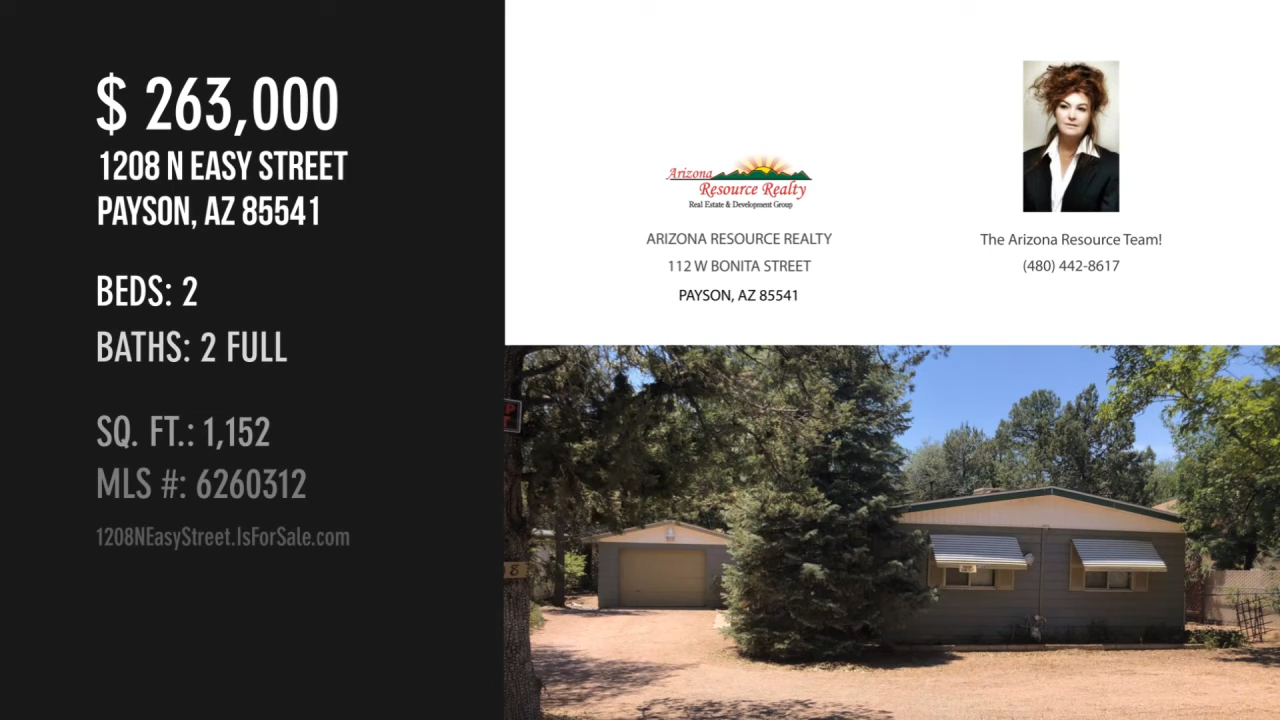 $ 263,000
1208 N EASY STREET
PAYSON, AZ 85541
BEDS: 2
BATHS: 2 FULL
SQ. FT.: 1,152
MLS #: 6260312
1208NEasyStreet.IsForSale.com
Arizona
Resource Realty
Real Estate & Development Group
ARIZONA RESOURCE REALTY
112 W BONITA STREET
PAYSON, AZ 85541
The Arizona Resource Team!
(480) 442-8617
8